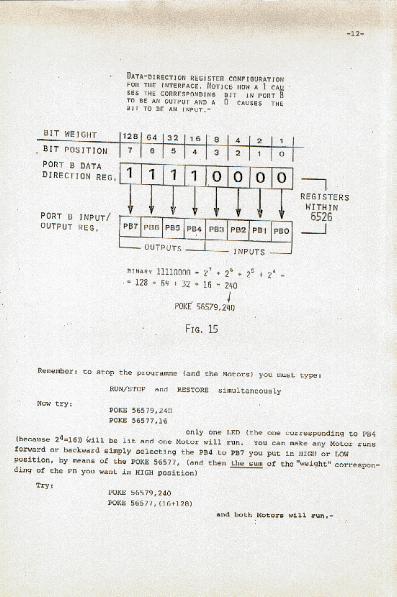 -12-
DATA-DIRECTION REGISTER CONFIGURATION
FOR THE INTERFACE. NOTICE HOW A 1 CAU
SES THE CORRESPONDING BIT IN PORT B
TO BE AN OUTPUT AND A 0 CAUSES THE
BIT TO BE AN INPUT.-
BIT WEIGHT 128 64 32 16 8 4 2 1
BIT POSITION 7 6 5 4 3 2 1 0
PORT B DATA
DIRECTION REG. 1 1 1 1 0 0 0 0
REGISTERS
WITHIN
6526
PORT B INPUT/
OUTPUT REG. PB7 PB6 PB5 PB4 PB3 PB2 PB1 PB0
OUTPUTS INPUTS
BINARY 11110000 = 2⁷ + 2⁶ + 2⁵ + 2⁴ =
= 128 + 64 + 32 + 16 = 240
POKE 56579,240
FIG. 15
Remember: to stop the programme (and the Motors) you must type:
RUN/STOP and RESTORE simultaneously
Now try:
POKE 56579,240
POKE 56577,16
only one LED (the one corresponding to PB4
(because 2⁴=16)) will be lit and one Motor will run. You can make any Motor runs
forward or backward simply selecting the PB4 to PB7 you put in HIGH or LOW
position, by means of the POKE 56577, (and then the sum of the "weight" correspon-
ding of the PB you want in HIGH position)
Try:
POKE 56579,240
POKE 56577,(16+128)
and both Motors will run.-